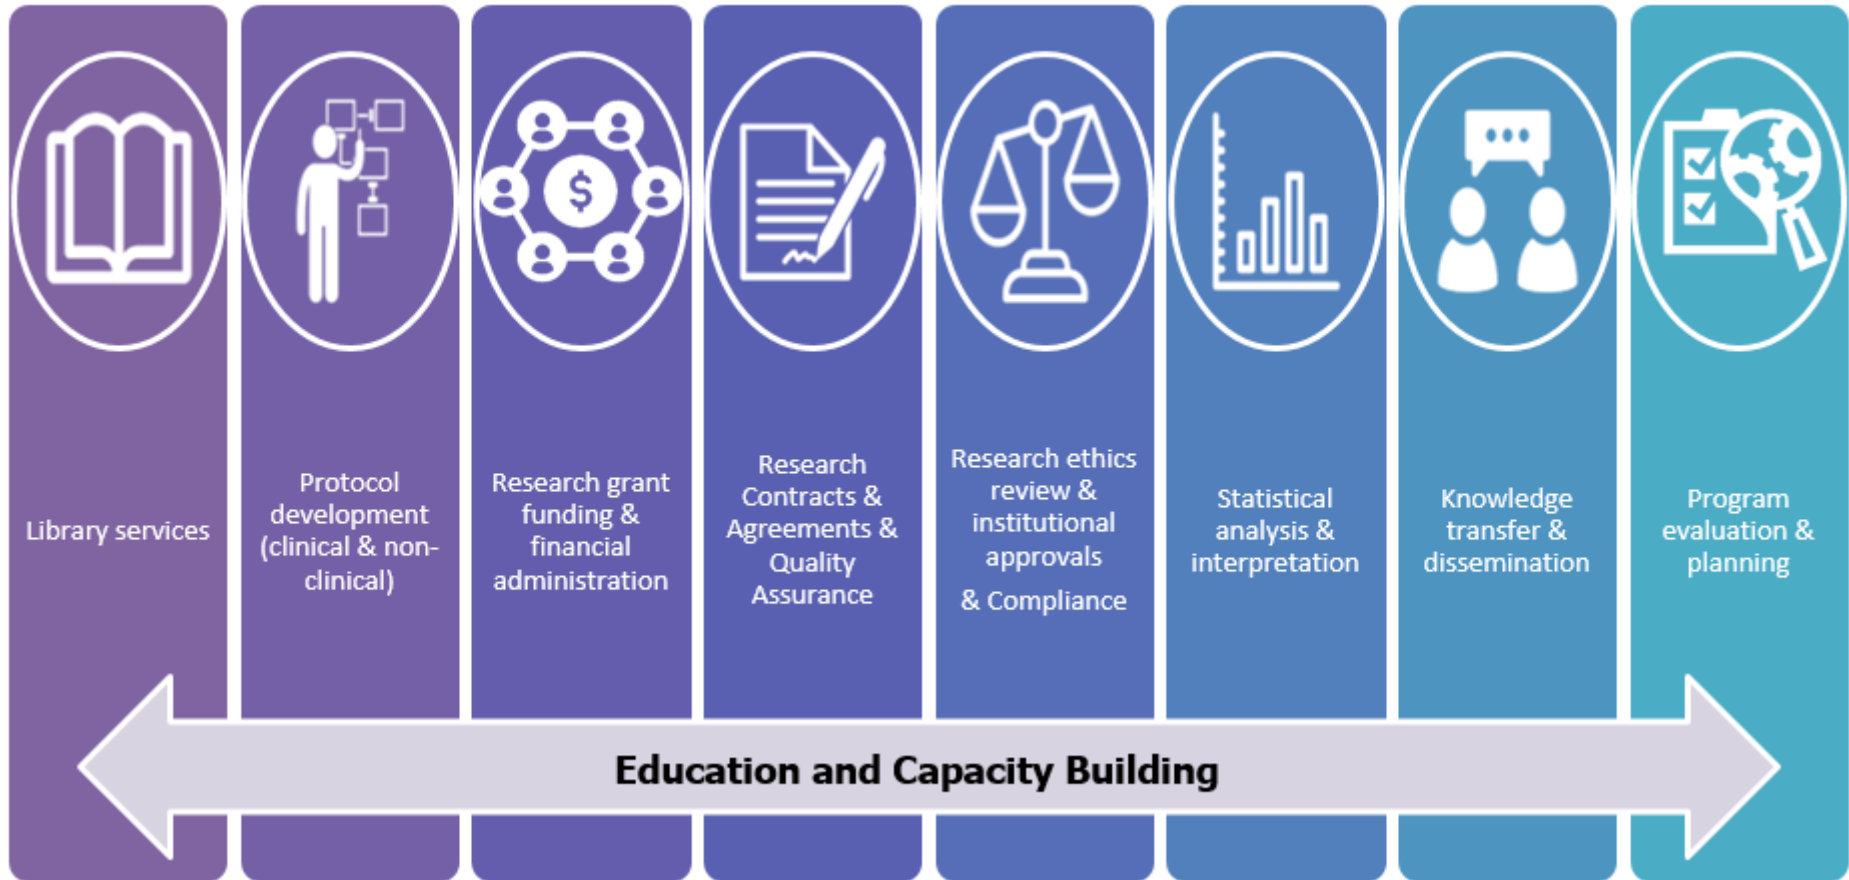 Library services
Protocol
development
(clinical & non-
clinical)
Research grant
funding &
financial
administration
Research
Contracts &
Agreements &
Quality
Assurance
Research ethics
review &
institutional
approvals
& Compliance
Statistical
analysis &
interpretation
Knowledge
transfer &
dissemination
Program
evaluation &
planning
$
Education and Capacity Building